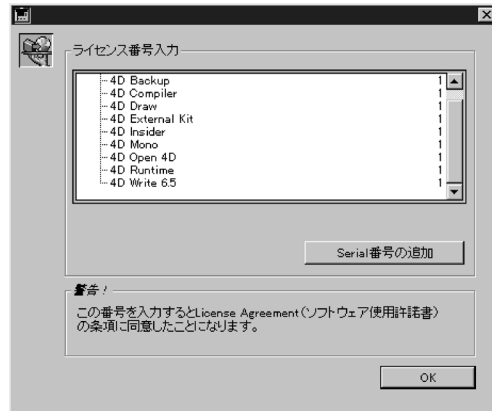 ライセンス番号入力
4D Backup 1
4D Compiler 1
4D Draw 1
4D External Kit 1
4D Insider 1
4D Mono 1
4D Open 4D 1
4D Runtime 1
4D Write 6.5 1
Serial番号の追加
警告!
この番号を入力するとLicense Agreement(ソフトウェア使用許諾書)
の条項に同意したことになります。
OK